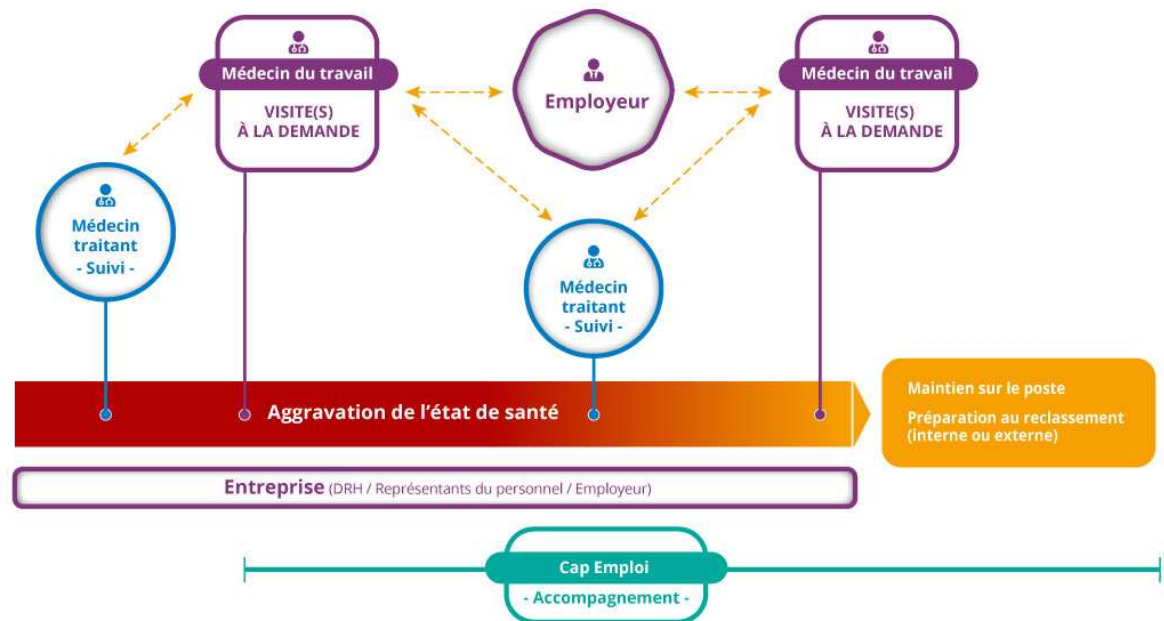 Médecin du travail
VISITE(S)
À LA DEMANDE
Employeur
Médecin du travail
VISITE(S)
À LA DEMANDE
Médecin
traitant
- Suivi -
Médecin
traitant
- Suivi -
Aggravation de l'état de santé
Maintien sur le poste
Préparation au reclassement
(interne ou externe)
Entreprise (DRH / Représentants du personnel / Employeur)
Cap Emploi
- Accompagnement -